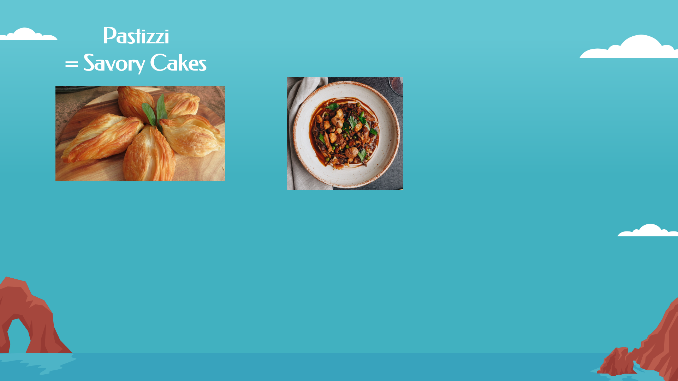 Pastizzi
= Savory Cakes